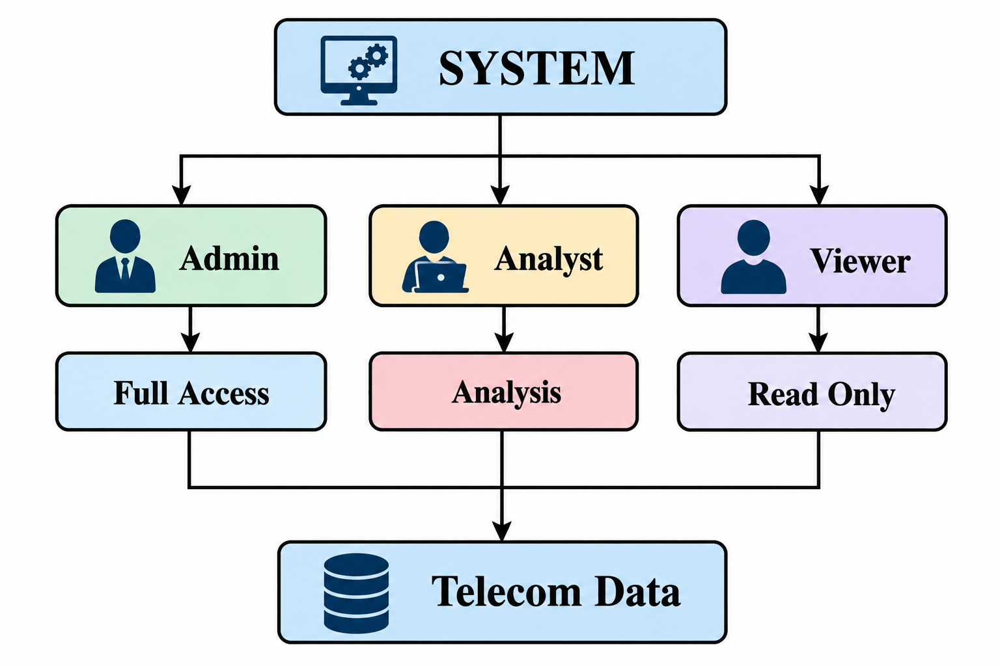 SYSTEM
Admin
Analyst
Viewer
Full Access
Analysis
Read Only
Telecom Data